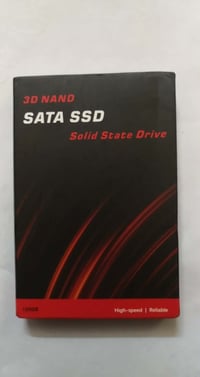 3D NAND
SATA SSD
Solid State Drive
High-speed | Reliable